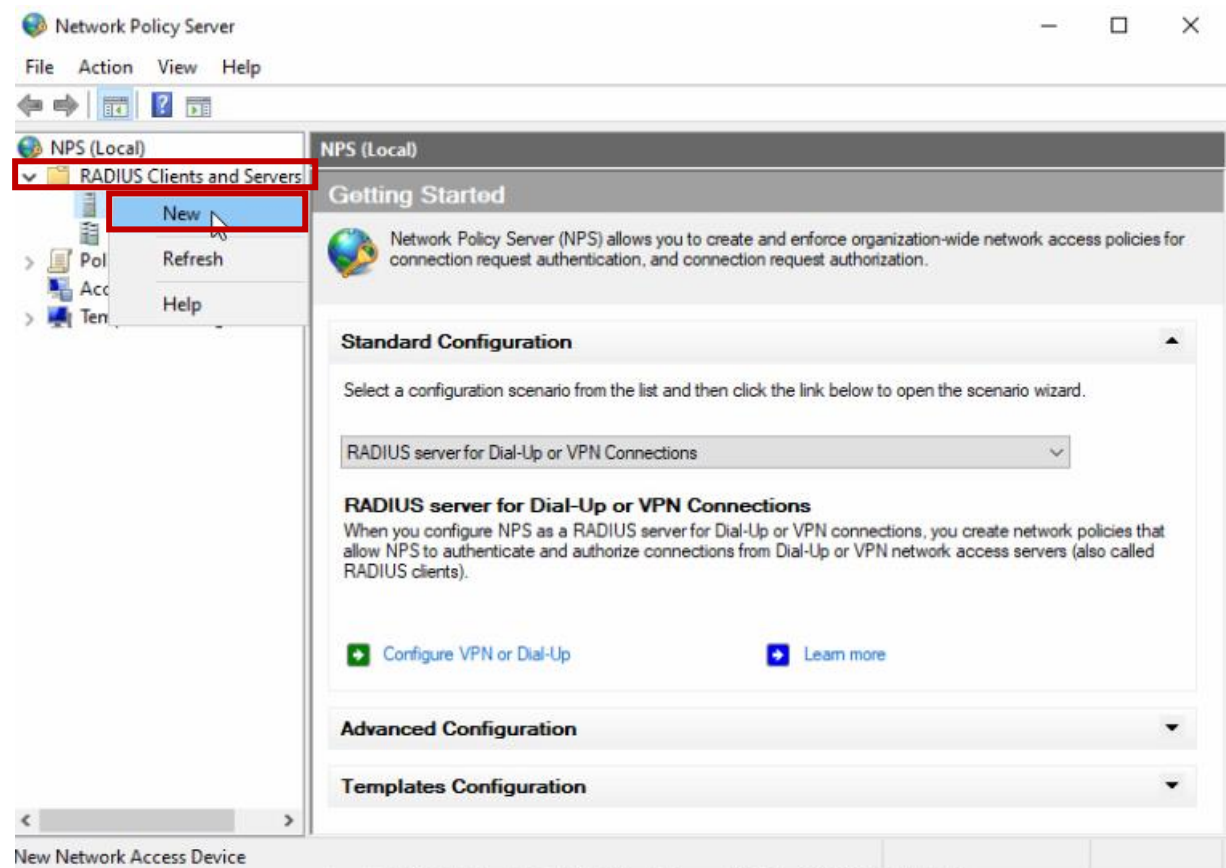 Network Policy Server
File Action View Help
NPS (Local)
RADIUS Clients and Servers
New
Refresh
Help
NPS (Local)
Getting Started
Network Policy Server (NPS) allows you to create and enforce organization-wide network access policies for
connection request authentication, and connection request authorization.
Standard Configuration
Select a configuration scenario from the list and then click the link below to open the scenario wizard.
RADIUS server for Dial-Up or VPN Connections
RADIUS server for Dial-Up or VPN Connections
When you configure NPS as a RADIUS server for Dial-Up or VPN connections, you create network policies that
allow NPS to authenticate and authorize connections from Dial-Up or VPN network access servers (also called
RADIUS clients).
Configure VPN or Dial-Up Learn more
Advanced Configuration
Templates Configuration
New Network Access Device